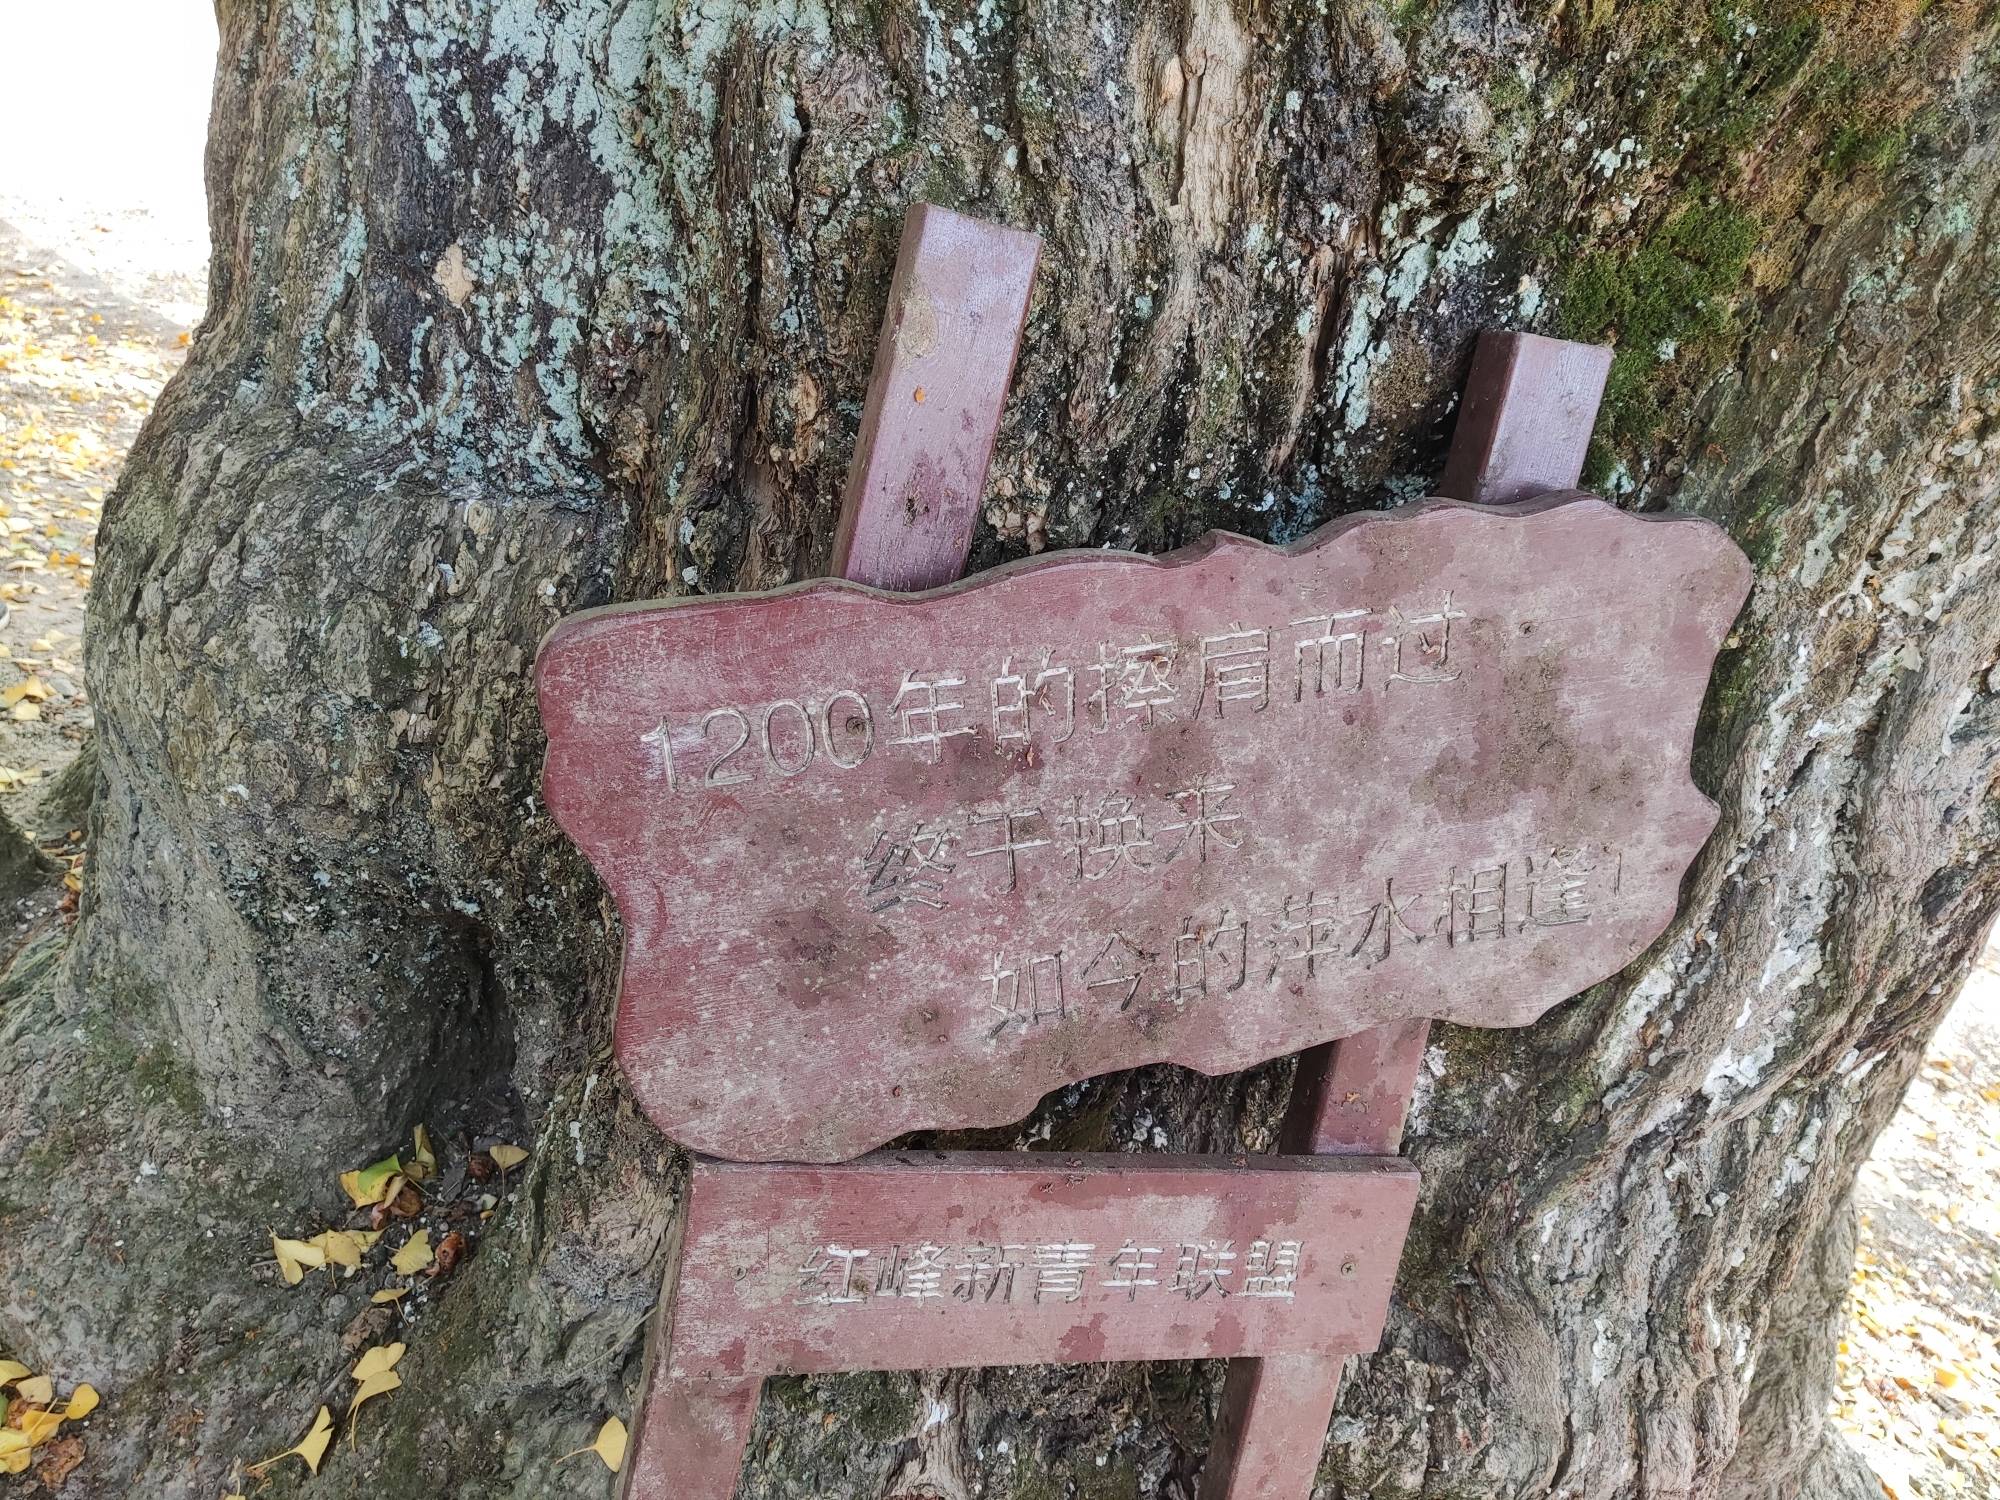 1200年的擦肩而过
终于换来
如今的萍水相逢!
红峰新青年联盟